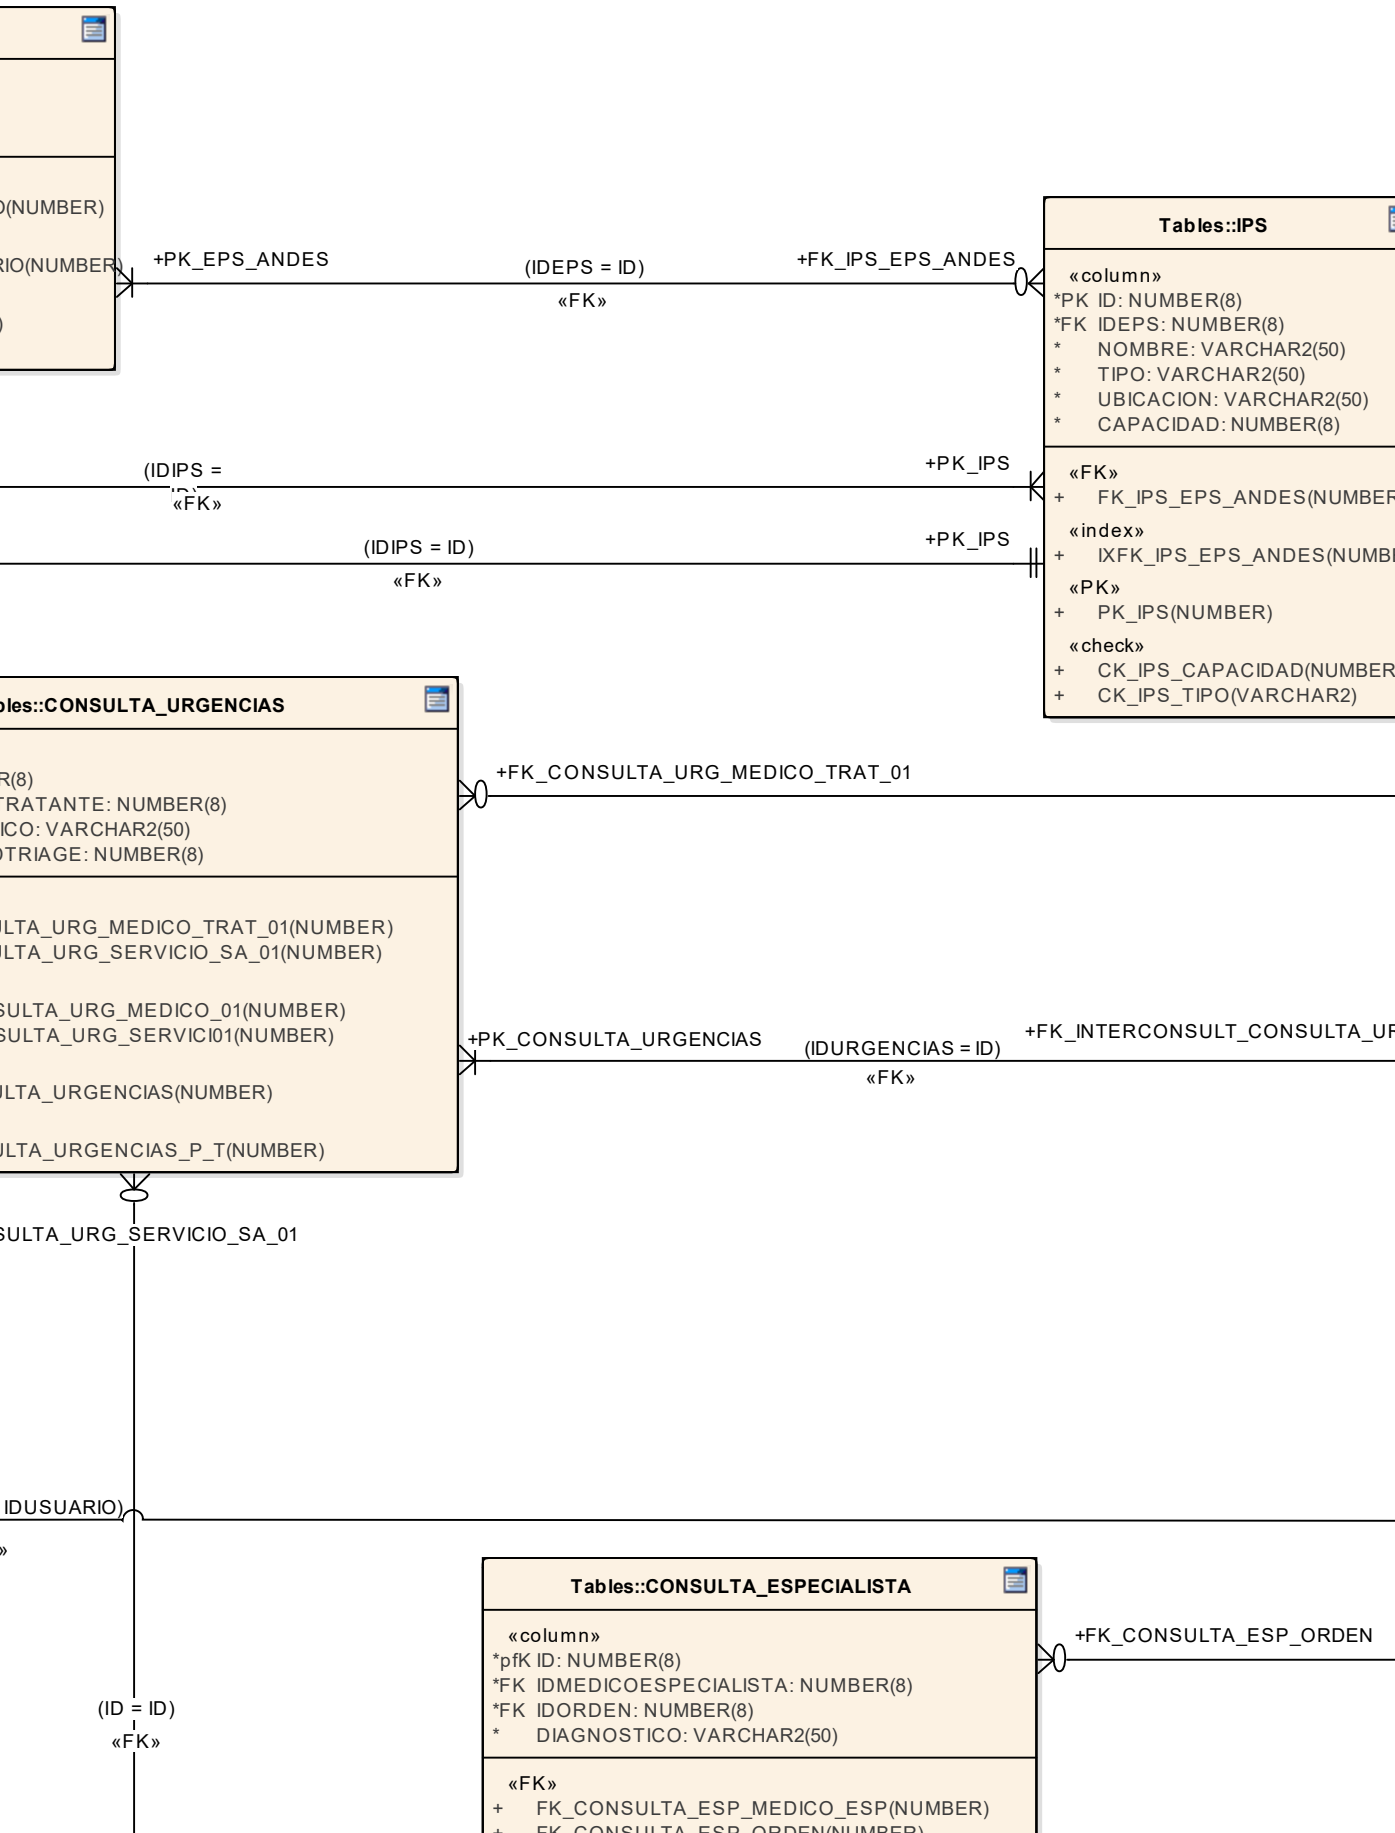 (NUMBER)
(NUMBER)
)
+PK_EPS_ANDES
(IDEPS = ID)
«FK»
+FK_IPS_EPS_ANDES
Tables::IPS
«column»
*PK ID: NUMBER(8)
*FK IDEPS: NUMBER(8)
* NOMBRE: VARCHAR2(50)
* TIPO: VARCHAR2(50)
* UBICACION: VARCHAR2(50)
* CAPACIDAD: NUMBER(8)
«FK»
+ FK_IPS_EPS_ANDES(NUMBER
«index»
+ IXFK_IPS_EPS_ANDES(NUMB
«PK»
+ PK_IPS(NUMBER)
«check»
+ CK_IPS_CAPACIDAD(NUMBER
+ CK_IPS_TIPO(VARCHAR2)
(IDIPS =
«FK»
+PK_IPS
(IDIPS = ID)
«FK»
+PK_IPS
bles::CONSULTA_URGENCIAS
R(8)
TRATANTE: NUMBER(8)
ICO: VARCHAR2(50)
OTRIAGE: NUMBER(8)
ULTA_URG_MEDICO_TRAT_01(NUMBER)
ULTA_URG_SERVICIO_SA_01(NUMBER)
SULTA_URG_MEDICO_01(NUMBER)
SULTA_URG_SERVICI01(NUMBER)
ULTA_URGENCIAS(NUMBER)
ULTA_URGENCIAS_P_T(NUMBER)
+FK_CONSULTA_URG_MEDICO_TRAT_01
+PK_CONSULTA_URGENCIAS
(IDURGENCIAS = ID)
«FK»
+FK_INTERCONSULT_CONSULTA_UR
SULTA_URG_SERVICIO_SA_01
IDUSUARIO)
»
(ID = ID)
«FK»
Tables::CONSULTA_ESPECIALISTA
«column»
*pfK ID: NUMBER(8)
*FK IDMEDICOESPECIALISTA: NUMBER(8)
*FK IDORDEN: NUMBER(8)
* DIAGNOSTICO: VARCHAR2(50)
«FK»
+ FK_CONSULTA_ESP_MEDICO_ESP(NUMBER)
+ FK_CONSULTA_ESP_ORDEN(NUMBER)
+FK_CONSULTA_ESP_ORDEN